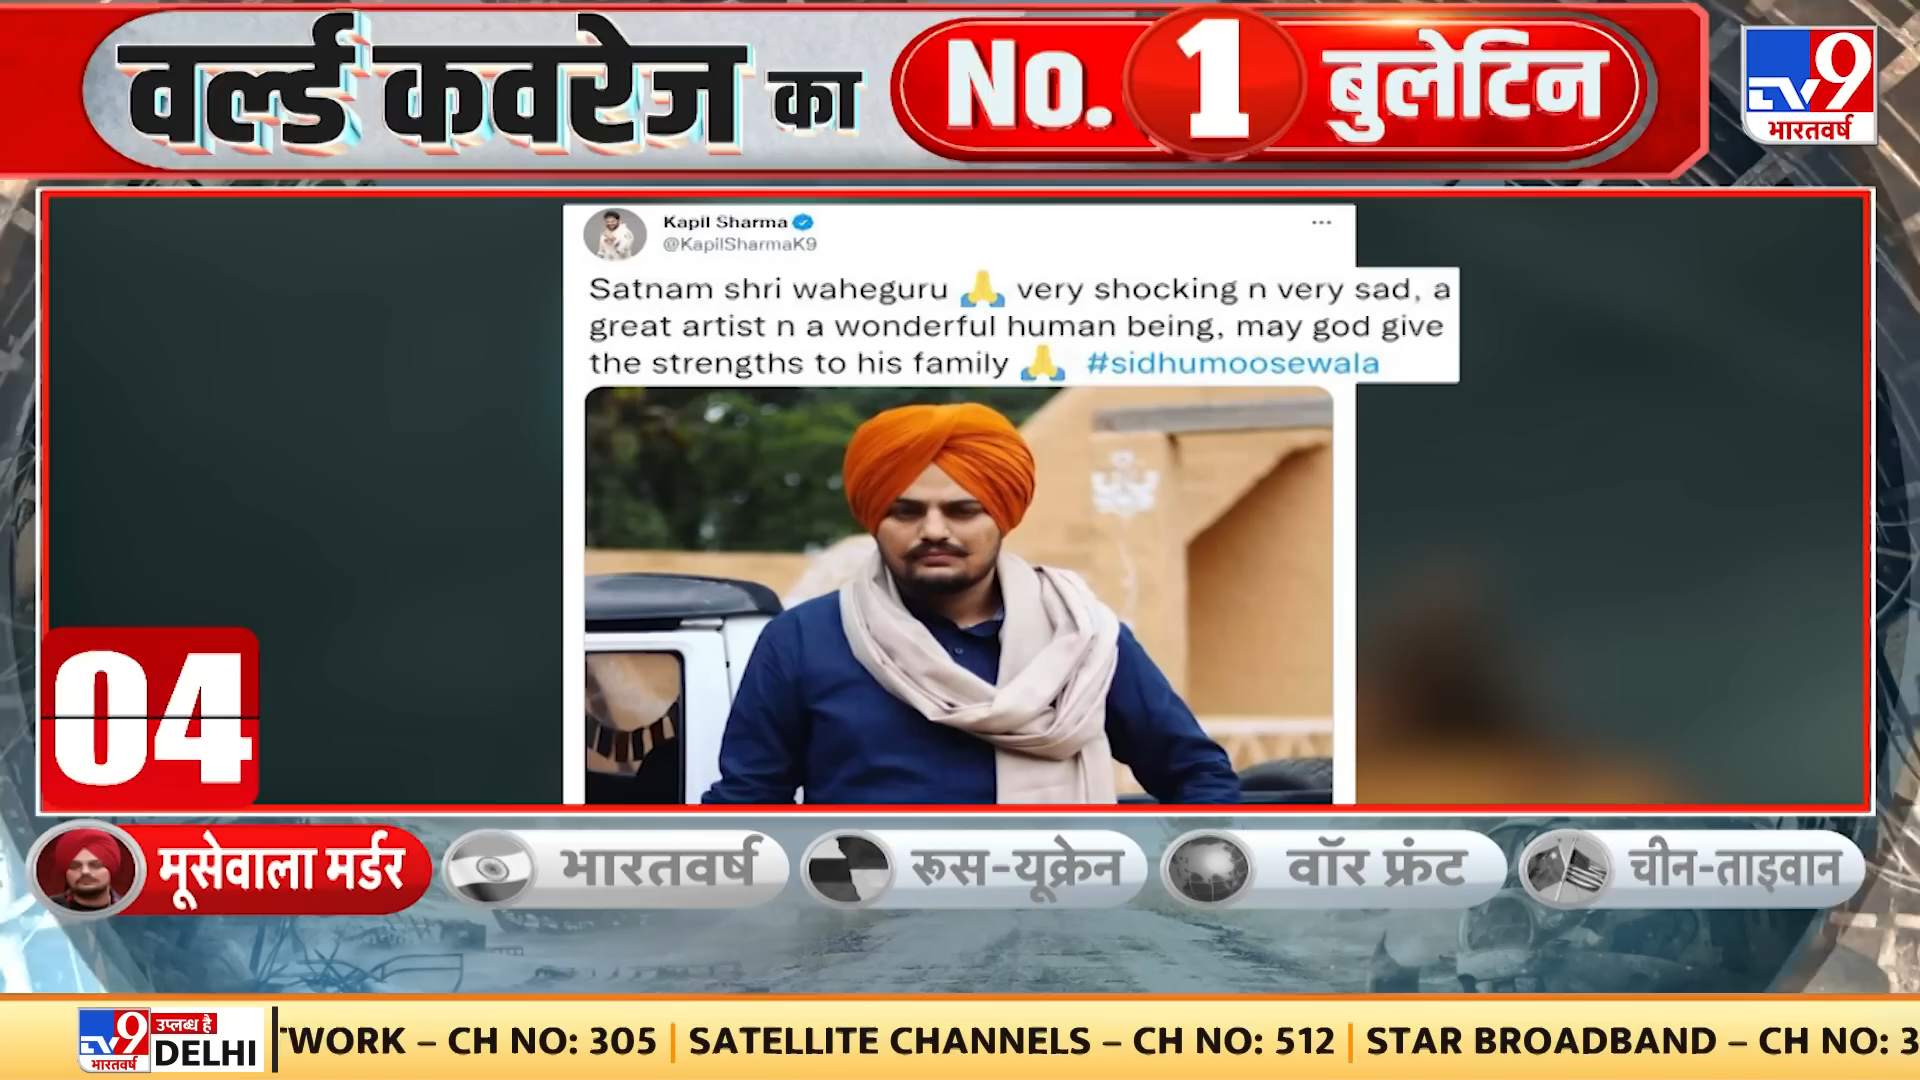 वर्ल्ड कवरेज का No. 1 बुलेटिन
TV9
भारतवर्ष
Kapil Sharma
@KapilSharmaK9
Satnam shri waheguru 🙏 very shocking n very sad, a
great artist n a wonderful human being, may god give
the strengths to his family 🙏 #sidhumoosewala
04
मूसेवाला मर्डर
भारतवर्ष
रूस-यूक्रेन
वॉर फ्रंट
चीन-ताइवान
TV9
भारतवर्ष
उप्लब्ध है
DELHI
TWORK – CH NO: 305 | SATELLITE CHANNELS – CH NO: 512 | STAR BROADBAND – CH NO: 3